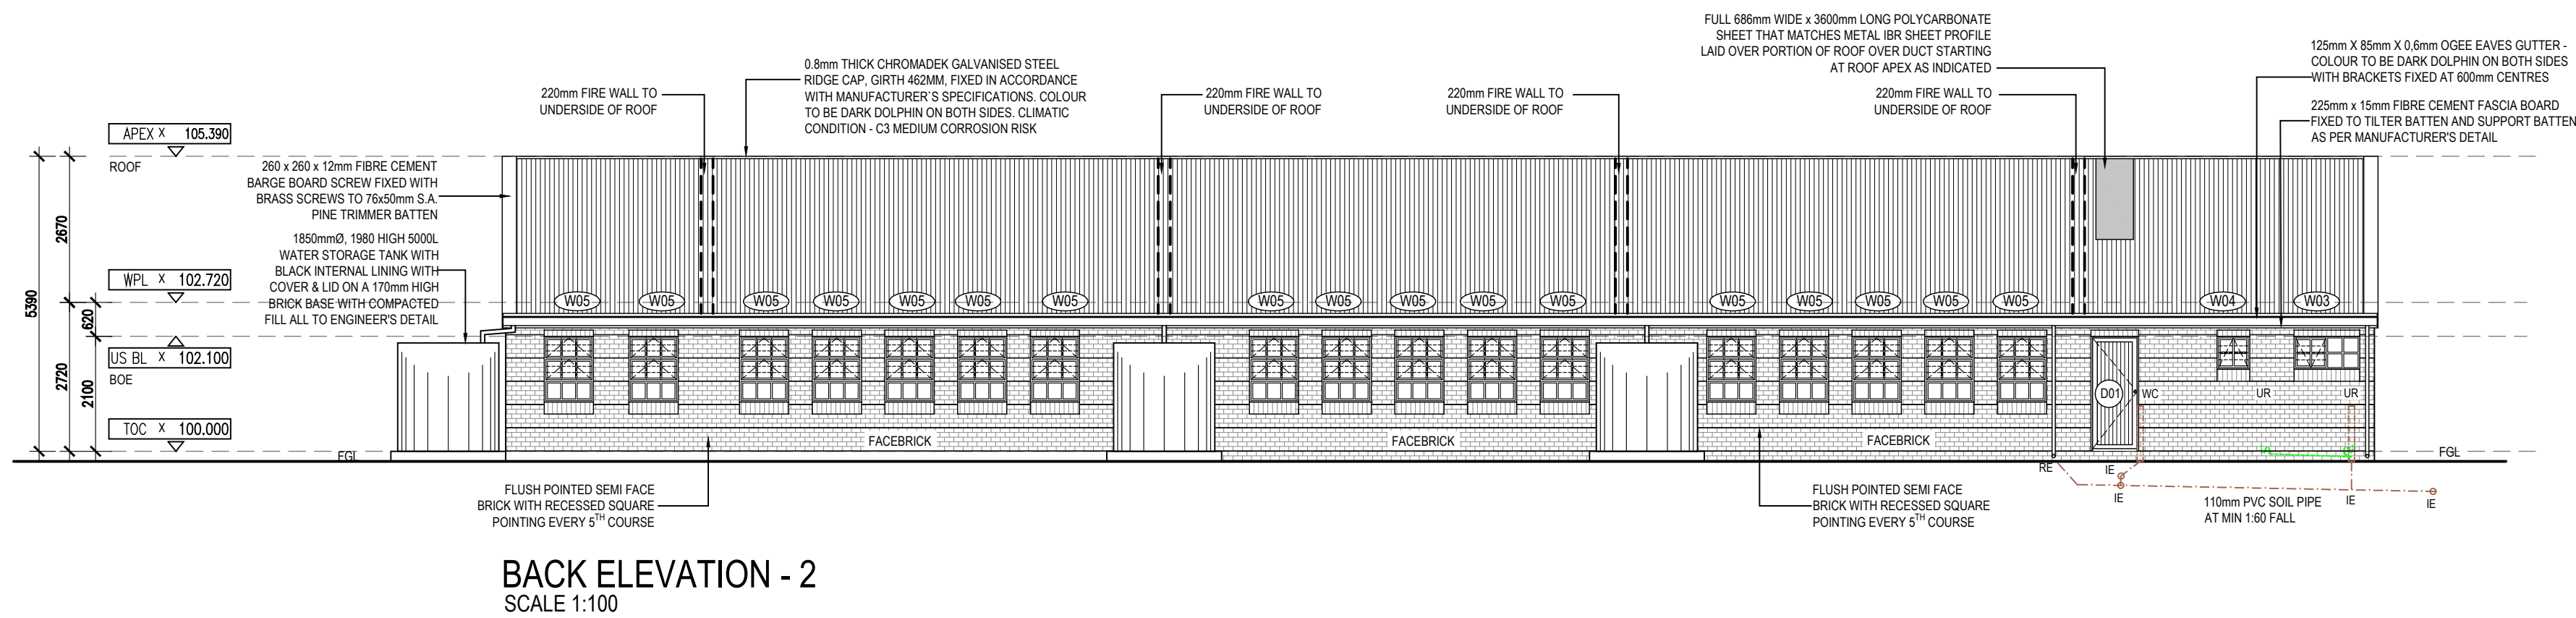 FULL 686mm WIDE x 3600mm LONG POLYCARBONATE
SHEET THAT MATCHES METAL IBR SHEET PROFILE
LAID OVER PORTION OF ROOF OVER DUCT STARTING
AT ROOF APEX AS INDICATED
125mm X 85mm X 0,6mm OGEE EAVES GUTTER -
COLOUR TO BE DARK DOLPHIN ON BOTH SIDES
WITH BRACKETS FIXED AT 600mm CENTRES
225mm x 15mm FIBRE CEMENT FASCIA BOARD
FIXED TO TILTER BATTEN AND SUPPORT BATTEN
AS PER MANUFACTURER'S DETAIL
0.8mm THICK CHROMADEK GALVANISED STEEL
RIDGE CAP, GIRTH 462MM, FIXED IN ACCORDANCE
WITH MANUFACTURER`S SPECIFICATIONS. COLOUR
TO BE DARK DOLPHIN ON BOTH SIDES. CLIMATIC
CONDITION - C3 MEDIUM CORROSION RISK
220mm FIRE WALL TO
UNDERSIDE OF ROOF
220mm FIRE WALL TO
UNDERSIDE OF ROOF
220mm FIRE WALL TO
UNDERSIDE OF ROOF
220mm FIRE WALL TO
UNDERSIDE OF ROOF
APEX X 105.390
ROOF
260 x 260 x 12mm FIBRE CEMENT
BARGE BOARD SCREW FIXED WITH
BRASS SCREWS TO 76x50mm S.A.
PINE TRIMMER BATTEN
1850mmØ, 1980 HIGH 5000L
WATER STORAGE TANK WITH
BLACK INTERNAL LINING WITH
COVER & LID ON A 170mm HIGH
BRICK BASE WITH COMPACTED
FILL ALL TO ENGINEER'S DETAIL
WPL X 102.720
US BL X 102.100
BOE
TOC X 100.000
5390
2670
2720
620
2100
W05 W05 W05 W05 W05 W05 W05 W05 W05 W05 W05 W05 W05 W05 W05 W05 W05 W04 W03
D01 WC UR UR
FACEBRICK FACEBRICK FACEBRICK
FGL FGL
RE IE IE IE IE
FLUSH POINTED SEMI FACE
BRICK WITH RECESSED SQUARE
POINTING EVERY 5TH COURSE
FLUSH POINTED SEMI FACE
BRICK WITH RECESSED SQUARE
POINTING EVERY 5TH COURSE
110mm PVC SOIL PIPE
AT MIN 1:60 FALL
BACK ELEVATION - 2
SCALE 1:100